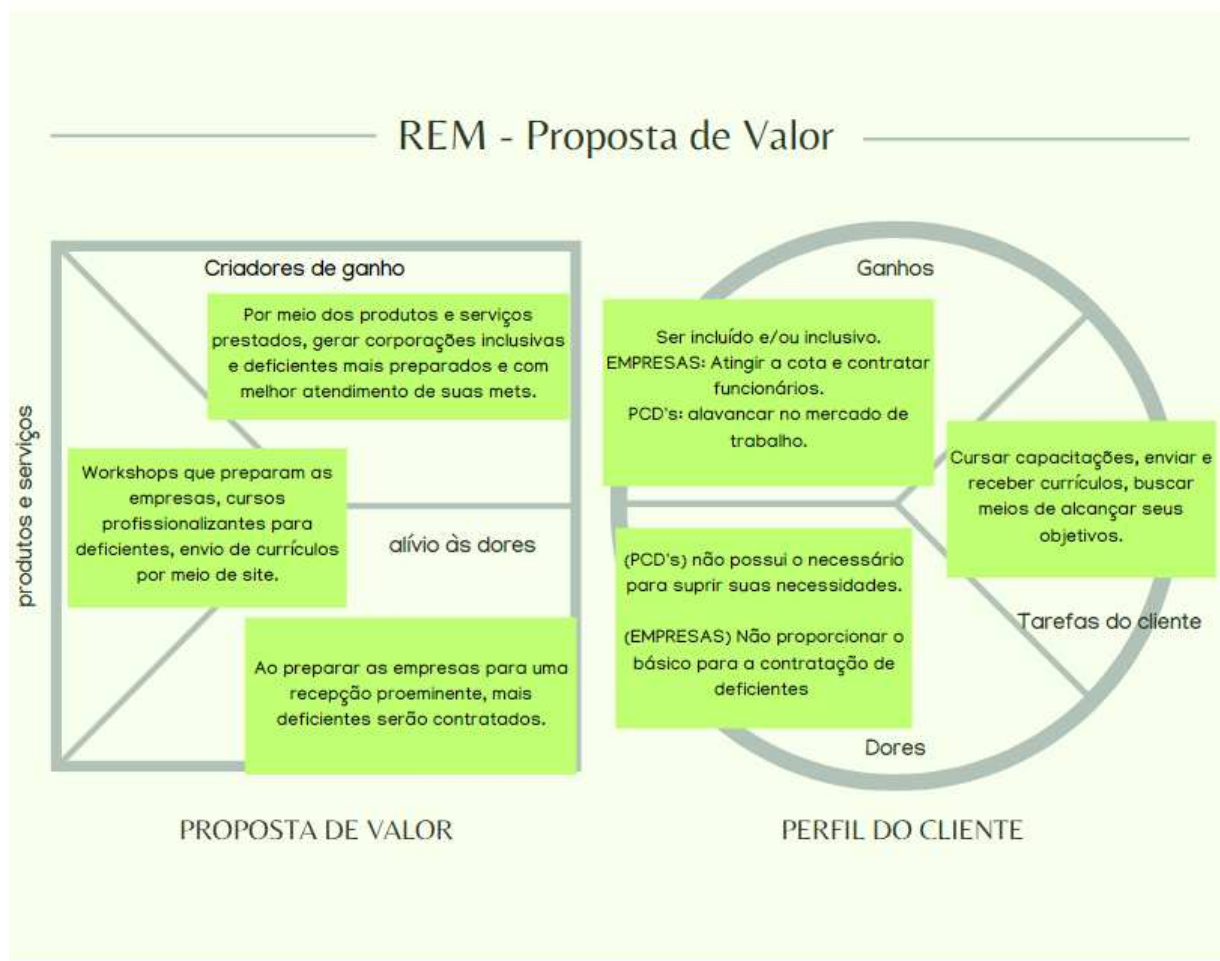 REM - Proposta de Valor
Criadores de ganho
Por meio dos produtos e serviços
prestados, gerar corporações inclusivas
e deficientes mais preparados e com
melhor atendimento de suas mets.
produtos e serviços
Workshops que preparam as
empresas, cursos
profissionalizantes para
deficientes, envio de currículos
por meio de site.
alívio às dores
Ao preparar as empresas para uma
recepção proeminente, mais
deficientes serão contratados.
PROPOSTA DE VALOR
Ganhos
Ser incluído e/ou inclusivo.
EMPRESAS: Atingir a cota e contratar
funcionários.
PCD's: alavancar no mercado de
trabalho.
Cursar capacitações, enviar e
receber currículos, buscar
meios de alcançar seus
objetivos.
Tarefas do cliente
(PCD's) não possui o necessário
para suprir suas necessidades.
(EMPRESAS) Não proporcionar o
básico para a contratação de
deficientes
Dores
PERFIL DO CLIENTE